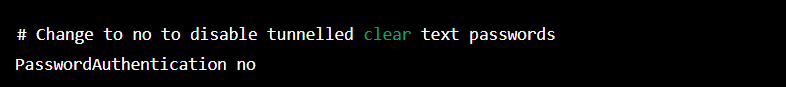 # Change to no to disable tunnelled clear text passwords
PasswordAuthentication no